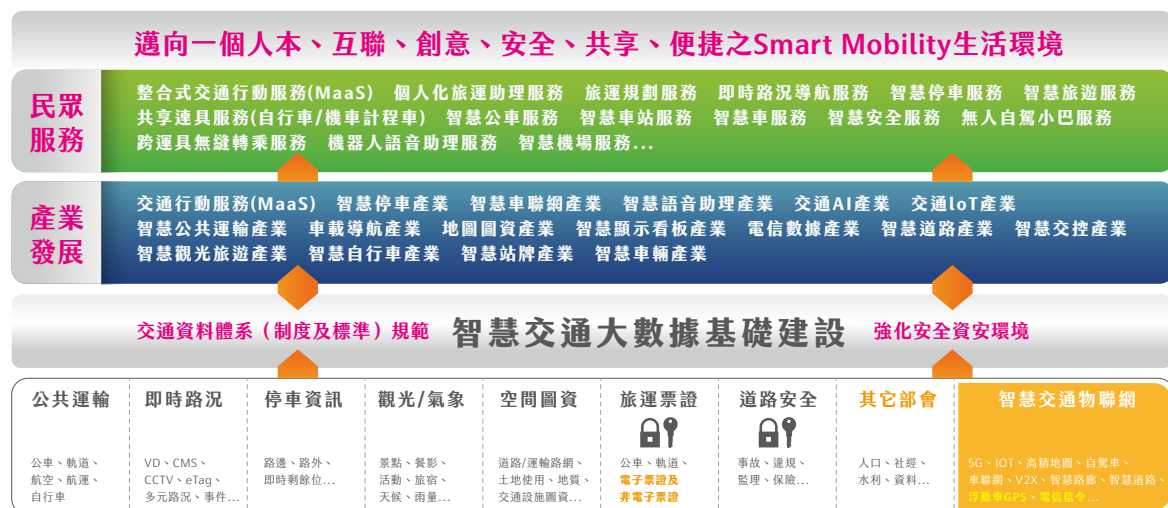 邁向一個人本、互聯、創意、安全、共享、便捷之Smart Mobility生活環境
民眾
服務
整合式交通行動服務(MaaS) 個人化旅運助理服務 旅運規劃服務 即時路況導航服務 智慧停車服務 智慧旅遊服務
共享運具服務(自行車/機車計程車) 智慧公車服務 智慧車站服務 智慧車服務 智慧安全服務 無人自駕小巴服務
跨運具無縫轉乘服務 機器人語音助理服務 智慧機場服務...
產業
發展
交通行動服務(MaaS) 智慧停車產業 智慧車聯網產業 智慧語音助理產業 交通AI產業 交通loT產業
智慧公共運輸產業 車載導航產業 地圖圖資產業 智慧顯示看板產業 電信數據產業 智慧道路產業 智慧交控產業
智慧觀光旅遊產業 智慧自行車產業 智慧站牌產業 智慧車輛產業
交通資料體系（制度及標準）規範 智慧交通大數據基礎建設 強化安全資安環境
公共運輸
公車、軌道、
航空、航運、
自行車
即時路況
VD、CMS、
CCTV、eTag、
多元路況、事件...
停車資訊
路邊、路外、
即時剩餘位...
觀光/氣象
景點、餐影、
活動、旅宿、
天候、雨量...
空間圖資
道路/運輸路網、
土地使用、地質、
交通設施圖資...
旅運票證
公車、軌道、
電子票證及
非電子票證
道路安全
事故、違規、
監理、保險...
其它部會
人口、社經、
水利、資料...
智慧交通物聯網
5G、IOT、高精地圖、自駕車、
車聯網、V2X、智慧路廊、智慧道路、
浮動車GPS、電信信令...